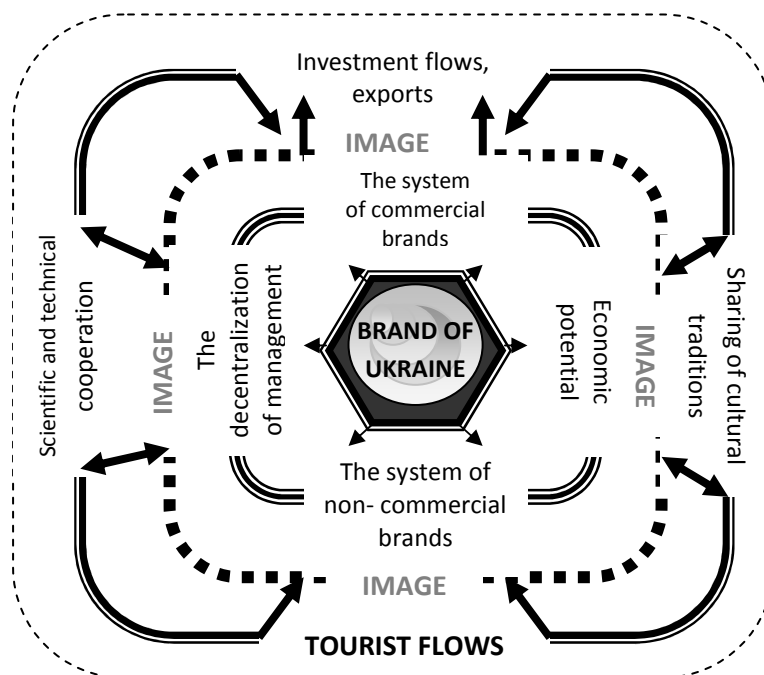 Investment flows,
exports
IMAGE
The system
of commercial
brands
Scientific and technical
cooperation
IMAGE
The
decentralization
of management
BRAND OF
UKRAINE
Economic
potential
IMAGE
Sharing of cultural
traditions
The system of
non- commercial
brands
IMAGE
TOURIST FLOWS